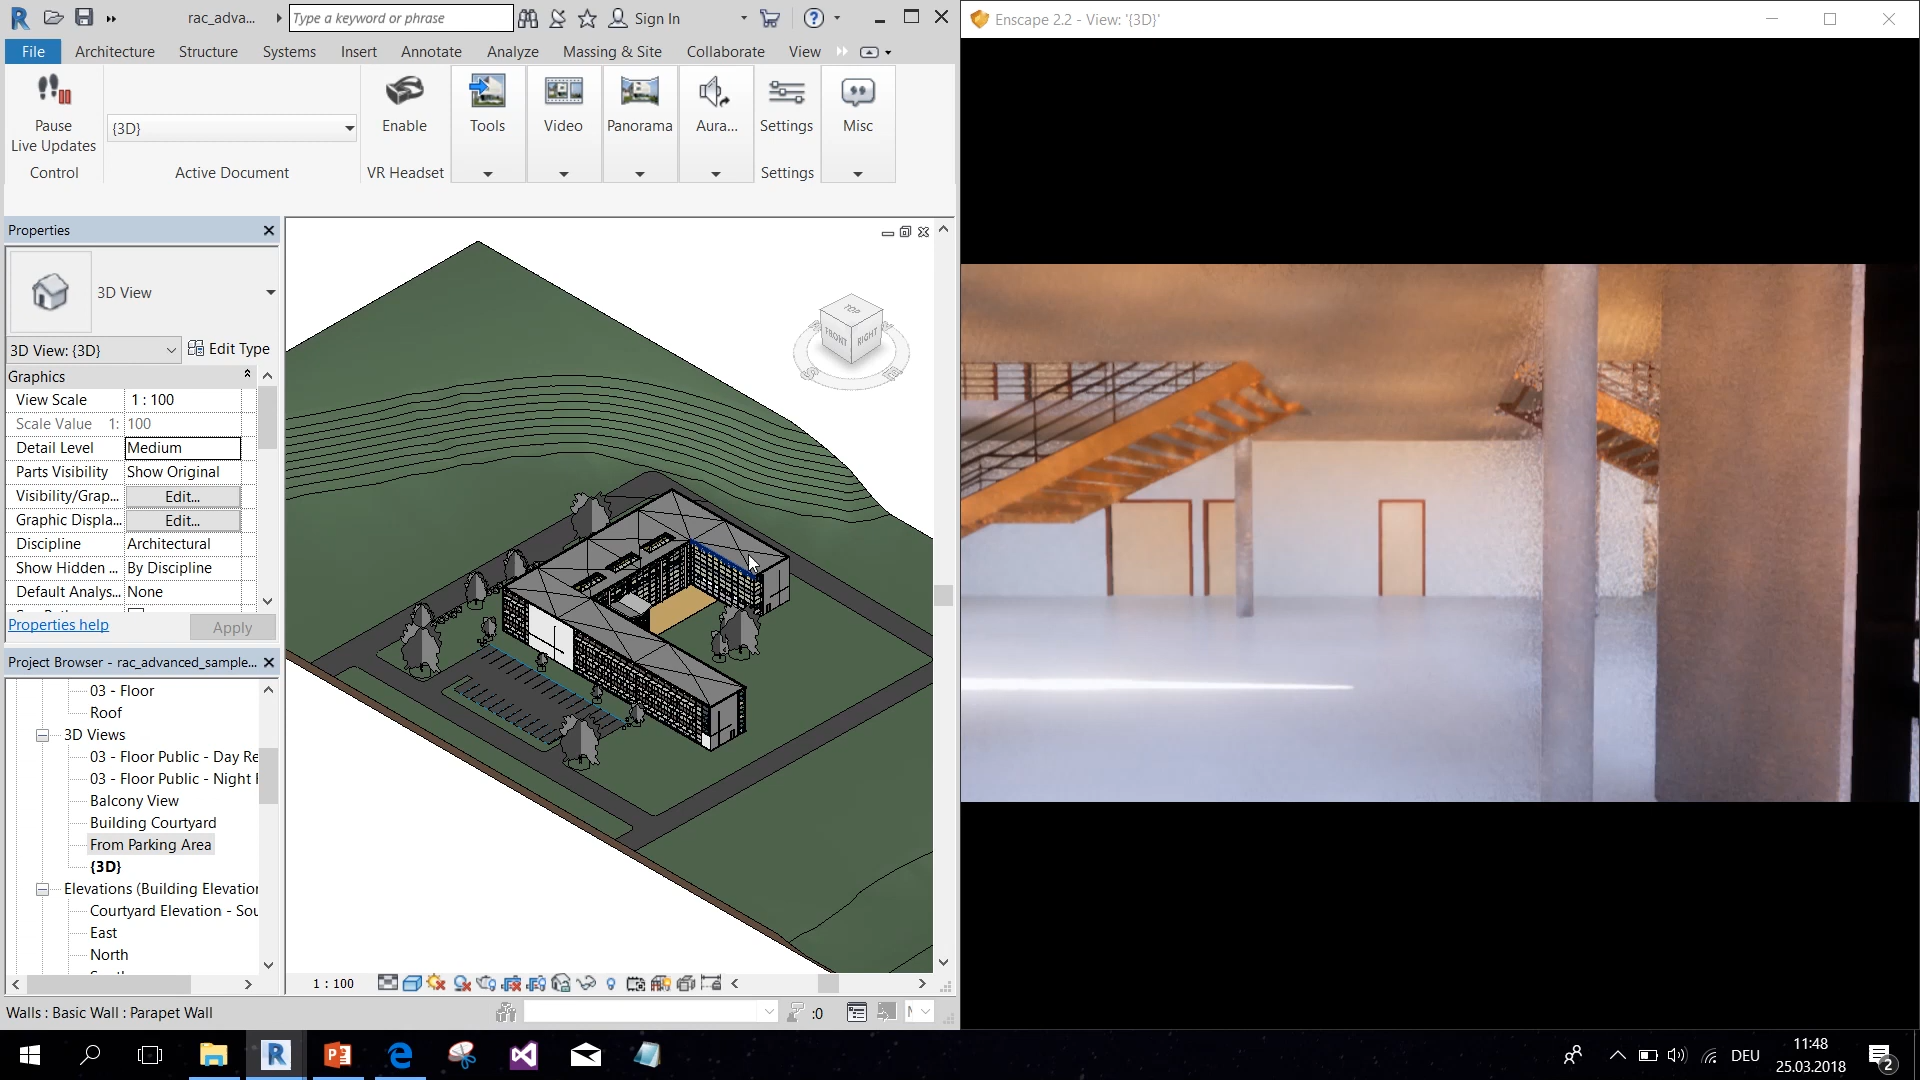 rac_adva...
Type a keyword or phrase
Sign In
Enscape 2.2 - View: '{3D}'
File
Architecture
Structure
Systems
Insert
Annotate
Analyze
Massing & Site
Collaborate
View
Pause
Live Updates
Control
{3D}
Active Document
Enable
VR Headset
Tools
Video
Panorama
Aura...
Settings
Settings
Misc
Properties
3D View
3D View: {3D}
Edit Type
Graphics
View Scale
1 : 100
Scale Value 1:
100
Detail Level
Medium
Parts Visibility
Show Original
Visibility/Grap...
Edit...
Graphic Displa...
Edit...
Discipline
Architectural
Show Hidden ...
By Discipline
Default Analys...
None
Properties help
Apply
TOP
FRONT
RIGHT
Project Browser - rac_advanced_sample...
03 - Floor
Roof
3D Views
03 - Floor Public - Day Re
03 - Floor Public - Night
Balcony View
Building Courtyard
From Parking Area
{3D}
Elevations (Building Elevation
Courtyard Elevation - Sou
East
North
1 : 100
Walls : Basic Wall : Parapet Wall
:0
DEU
11:48
25.03.2018
2